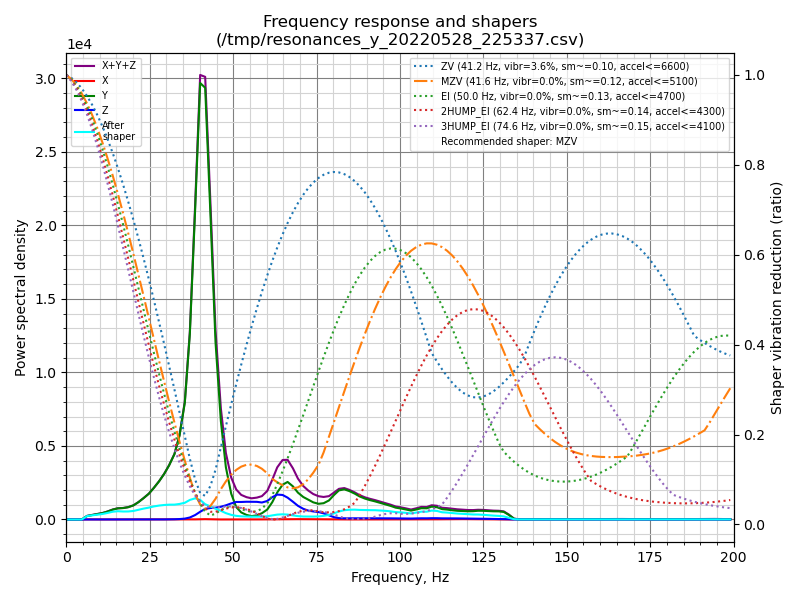 Frequency response and shapers
(/tmp/resonances_y_20220528_225337.csv)
1e4
X+Y+Z
X
Y
Z
After
shaper
ZV (41.2 Hz, vibr=3.6%, sm~=0.10, accel<=6600)
MZV (41.6 Hz, vibr=0.0%, sm~=0.12, accel<=5100)
EI (50.0 Hz, vibr=0.0%, sm~=0.13, accel<=4700)
2HUMP_EI (62.4 Hz, vibr=0.0%, sm~=0.14, accel<=4300)
3HUMP_EI (74.6 Hz, vibr=0.0%, sm~=0.15, accel<=4100)
Recommended shaper: MZV
Power spectral density
3.0
2.5
2.0
1.5
1.0
0.5
0.0
1.0
0.8
0.6
0.4
0.2
0.0
Shaper vibration reduction (ratio)
0 25 50 75 100 125 150 175 200
Frequency, Hz